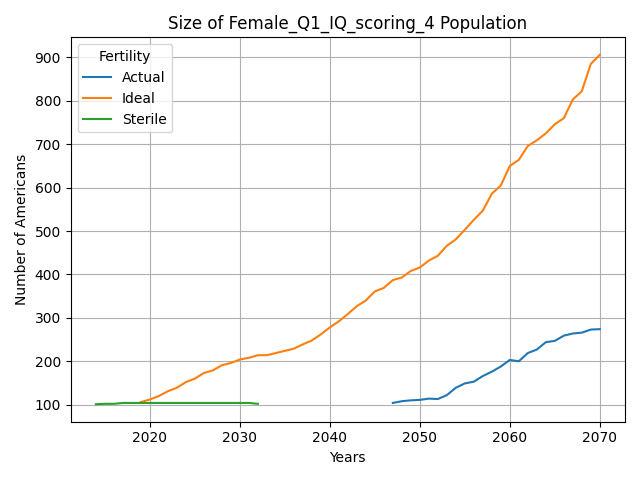 Size of Female_Q1_IQ_scoring_4 Population
Fertility
Actual
Ideal
Sterile
Number of Americans
900
800
700
600
500
400
300
200
100
2020 2030 2040 2050 2060 2070
Years